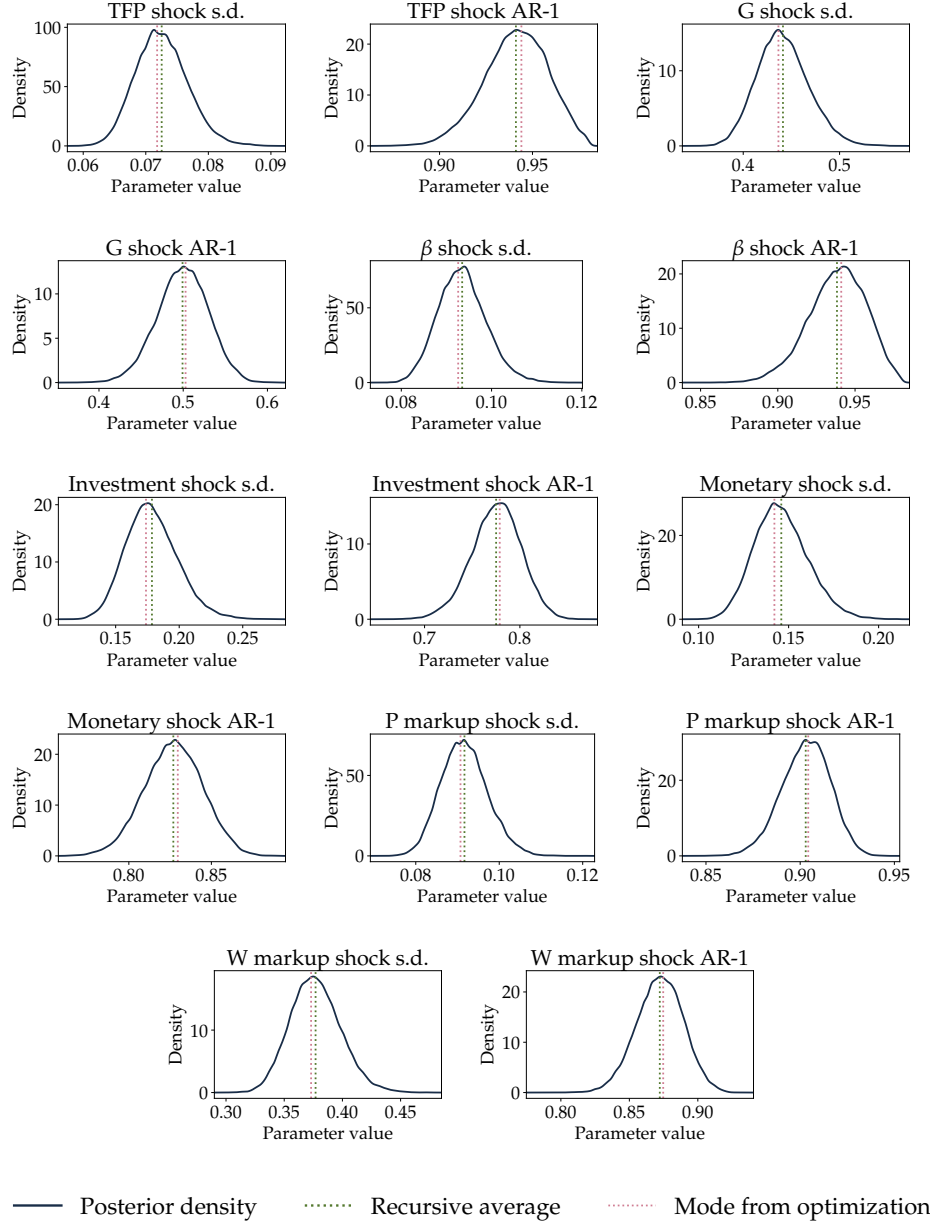 TFP shock s.d.
TFP shock AR-1
G shock s.d.
100
50
0
Density
0.06 0.07 0.08 0.09
Parameter value
20
10
0
Density
0.90 0.95
Parameter value
10
0
Density
0.4 0.5
Parameter value
G shock AR-1
β shock s.d.
β shock AR-1
10
5
0
Density
0.4 0.5 0.6
Parameter value
50
0
Density
0.08 0.10 0.12
Parameter value
20
10
0
Density
0.85 0.90 0.95
Parameter value
Investment shock s.d.
Investment shock AR-1
Monetary shock s.d.
20
10
0
Density
0.15 0.20 0.25
Parameter value
10
0
Density
0.7 0.8
Parameter value
20
0
Density
0.10 0.15 0.20
Parameter value
Monetary shock AR-1
P markup shock s.d.
P markup shock AR-1
20
10
0
Density
0.80 0.85
Parameter value
50
0
Density
0.08 0.10 0.12
Parameter value
20
0
Density
0.85 0.90 0.95
Parameter value
W markup shock s.d.
W markup shock AR-1
10
0
Density
0.30 0.35 0.40 0.45
Parameter value
20
10
0
Density
0.80 0.85 0.90
Parameter value
Posterior density
Recursive average
Mode from optimization